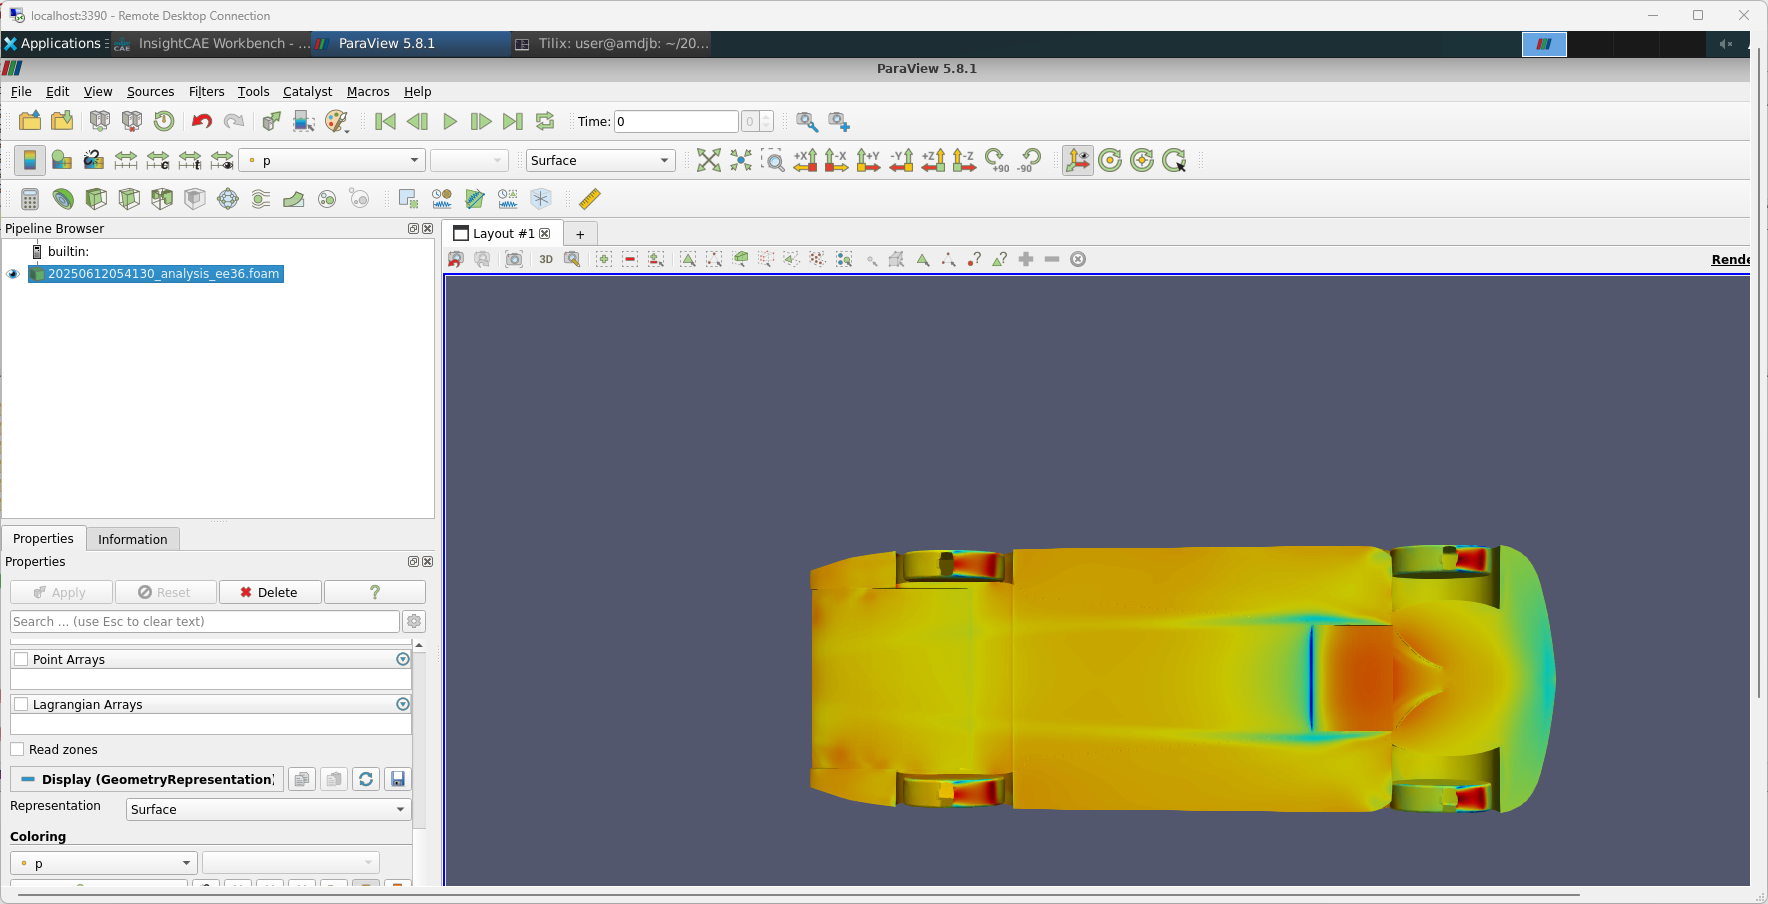 localhost:3390 - Remote Desktop Connection
Applications
InsightCAE Workbench - ...
ParaView 5.8.1
Tilix: user@amdjb: ~/20...
ParaView 5.8.1
File Edit View Sources Filters Tools Catalyst Macros Help
Time: 0 0
p Surface +X -X +Y -Y +Z -Z +90 -90
Pipeline Browser
Layout #1 +
builtin:
3D
Rende
20250612054130_analysis_ee36.foam
Properties Information
Properties
Apply Reset Delete ?
Search ... (use Esc to clear text)
Point Arrays
Lagrangian Arrays
Read zones
Display (GeometryRepresentation)
Representation Surface
Coloring
p